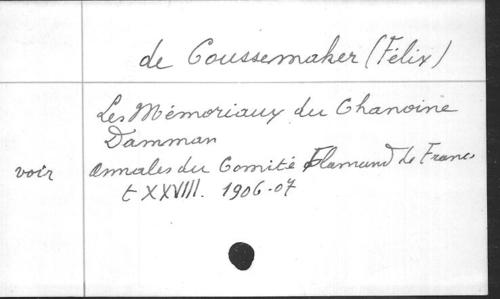 de Coussemaker (Félix)
Les Mémoriaux du Chanoine
Damman
voir Annales du Comité Flamand de France
t XXVIII. 1906-07